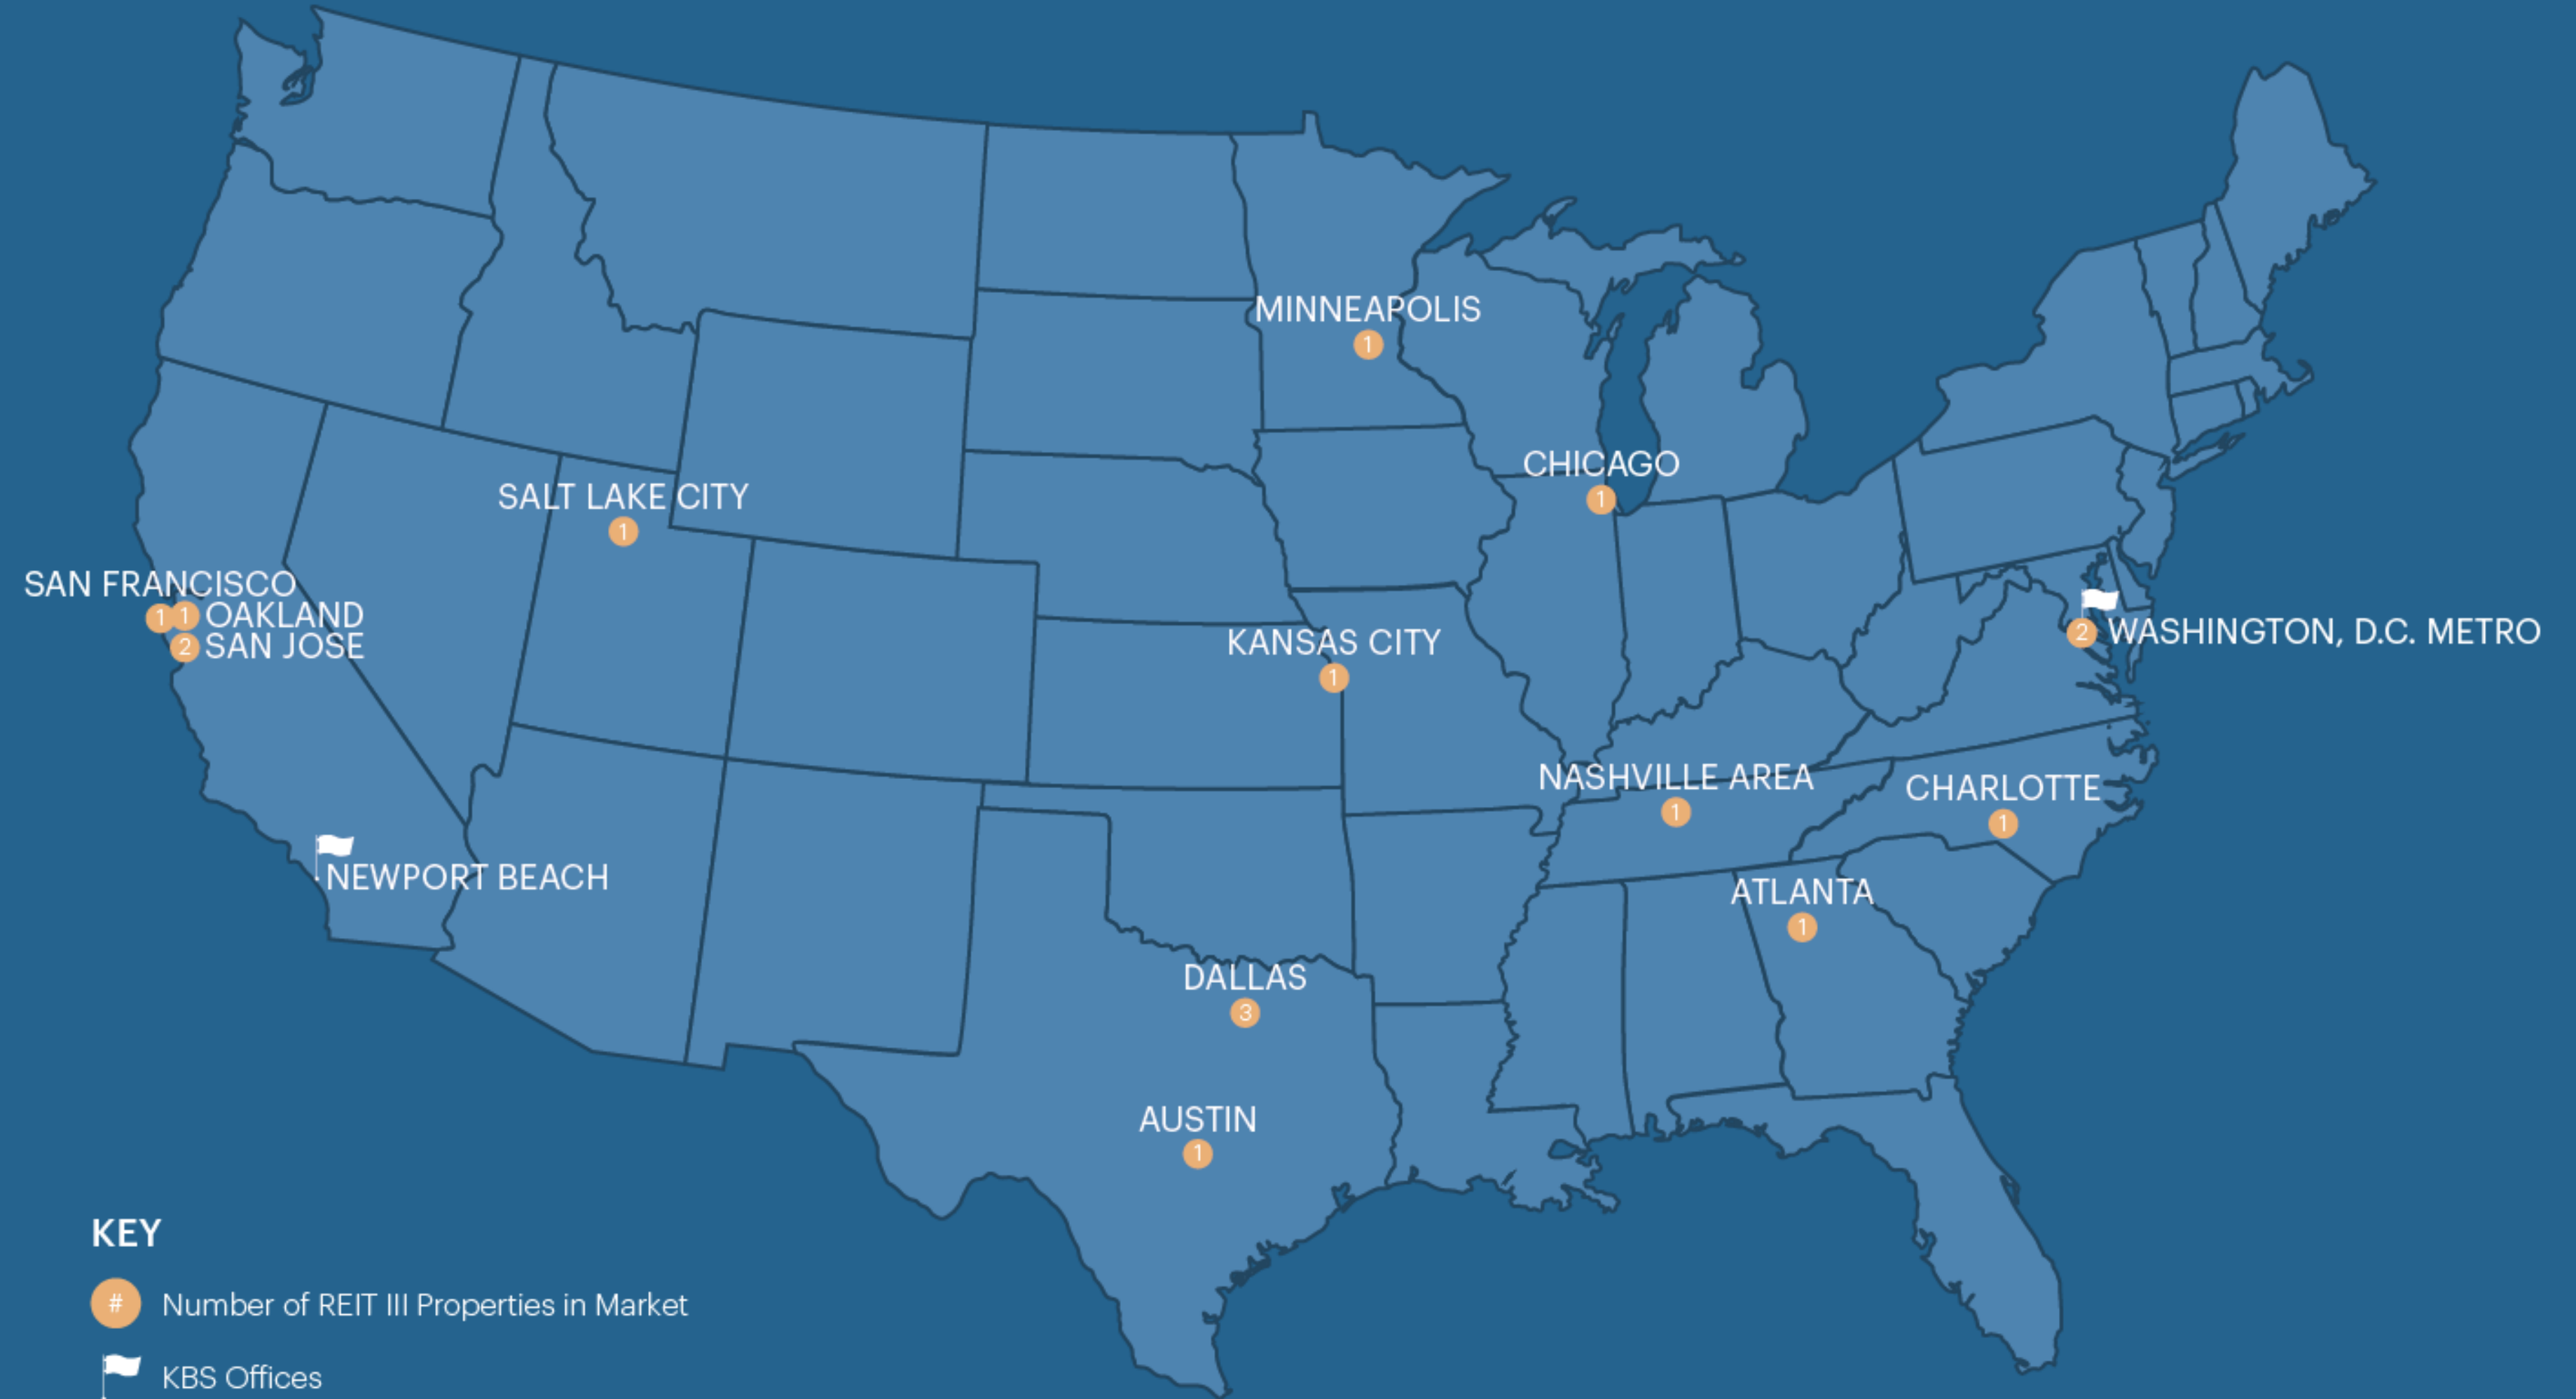 MINNEAPOLIS
1
CHICAGO
1
SALT LAKE CITY
1
SAN FRANCISCO
1 1 OAKLAND
2 SAN JOSE
2 WASHINGTON, D.C. METRO
KANSAS CITY
1
NASHVILLE AREA
1
CHARLOTTE
1
NEWPORT BEACH
ATLANTA
1
DALLAS
3
AUSTIN
1
KEY
# Number of REIT III Properties in Market
KBS Offices